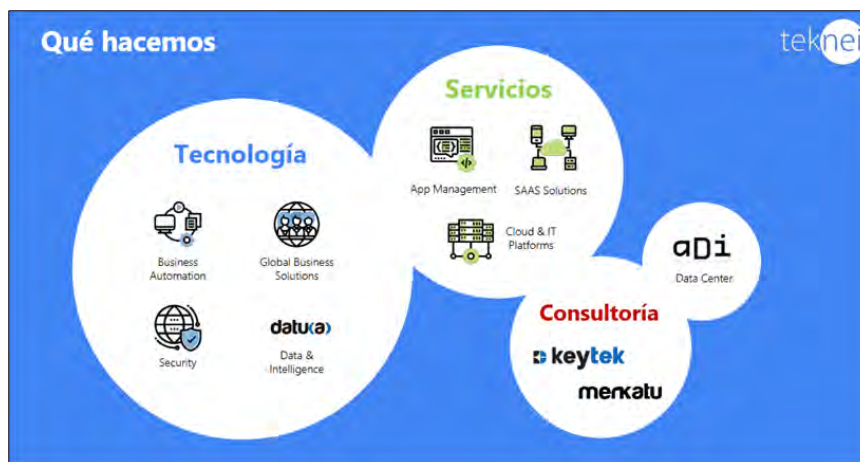 Qué hacemos
teknei
Servicios
App Management
SAAS Solutions
Cloud & IT
Platforms
Tecnología
Business
Automation
Global Business
Solutions
Security
datu(a)
Data &
Intelligence
aDi
Data Center
Consultoría
keytek
merkatu